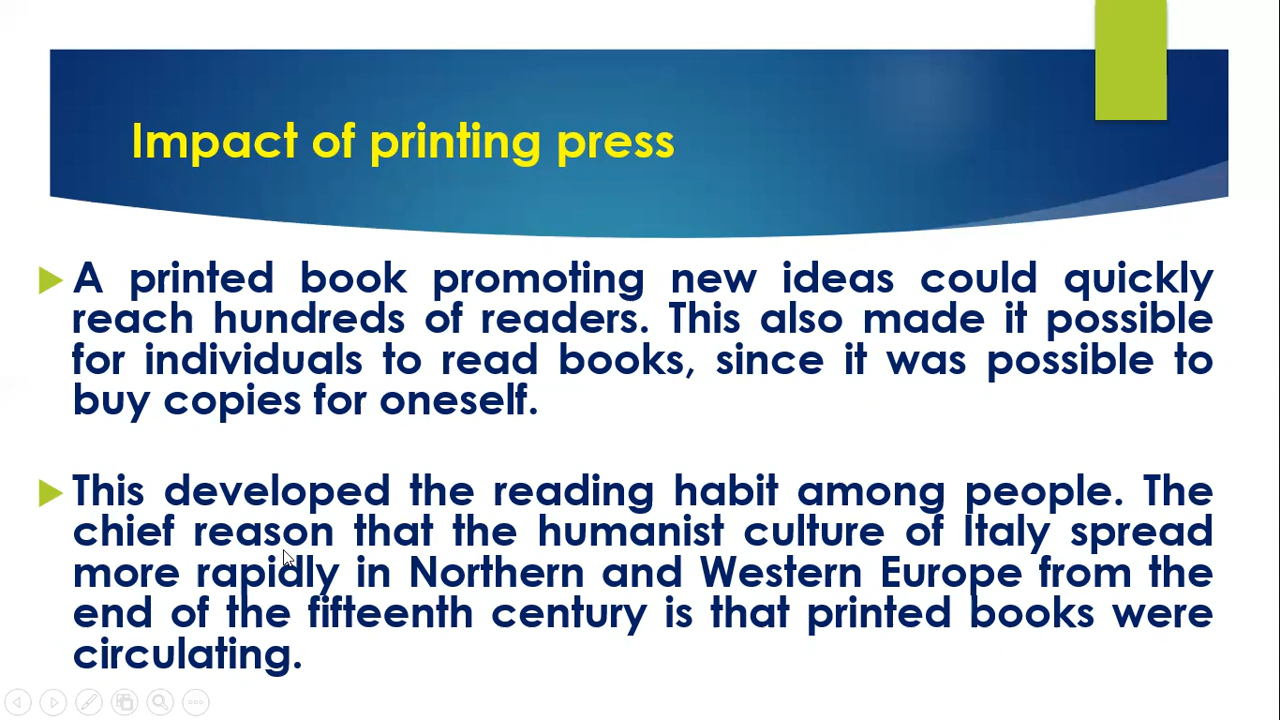 Impact of printing press
A printed book promoting new ideas could quickly
reach hundreds of readers. This also made it possible
for individuals to read books, since it was possible to
buy copies for oneself.
This developed the reading habit among people. The
chief reason that the humanist culture of Italy spread
more rapidly in Northern and Western Europe from the
end of the fifteenth century is that printed books were
circulating.